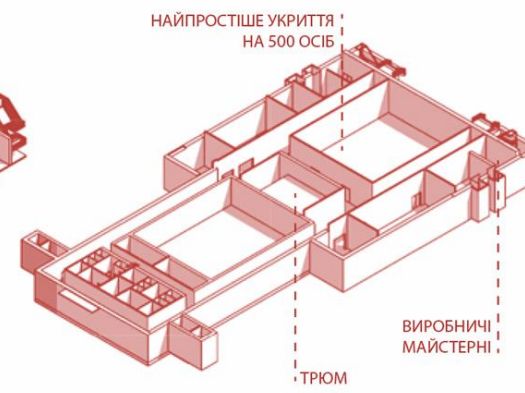 НАЙПРОСТІШЕ УКРИТТЯ
НА 500 ОСІБ
ВИРОБНИЧІ
МАЙСТЕРНІ
ТРЮМ